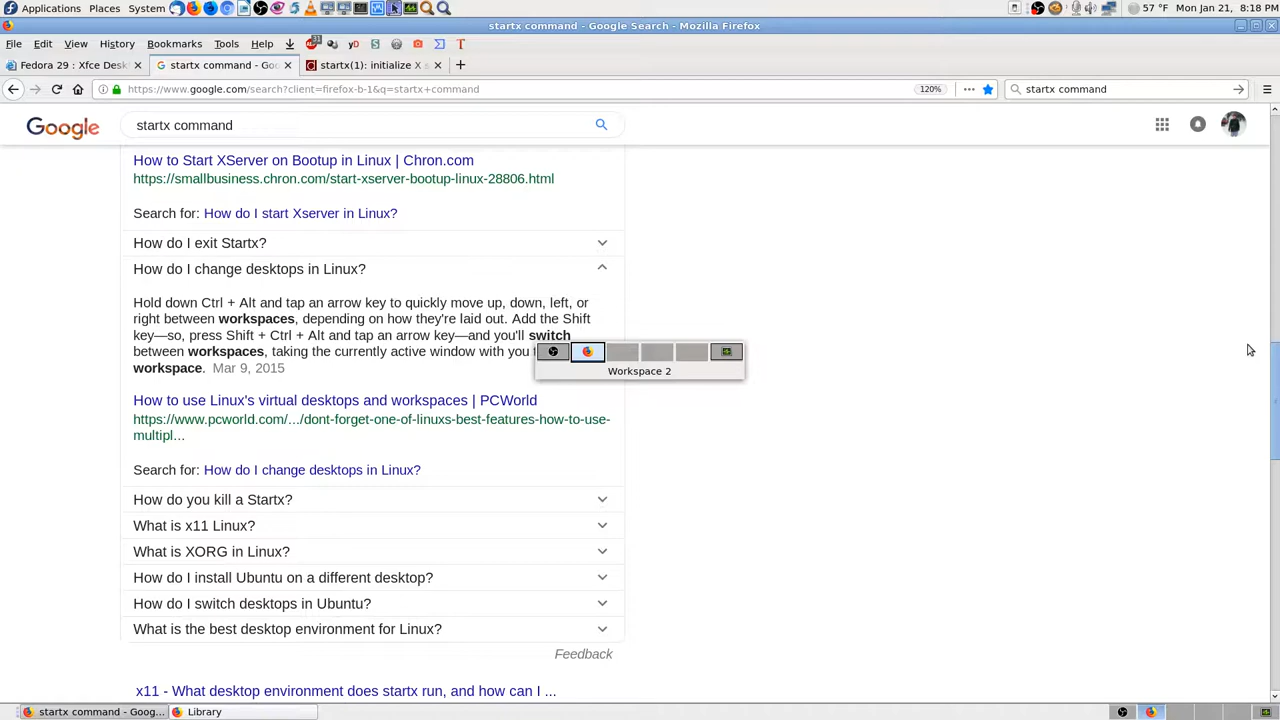 Applications Places System 57 °F Mon Jan 21, 8:18 PM
startx command - Google Search - Mozilla Firefox
File Edit View History Bookmarks Tools Help 31 yD S T
Fedora 29 : Xfce Desk startx command - Goo startx(1): initialize X s
https://www.google.com/search?client=firefox-b-1&q=startx+command 120% startx command
Google startx command
How to Start XServer on Bootup in Linux | Chron.com
https://smallbusiness.chron.com/start-xserver-bootup-linux-28806.html
Search for: How do I start Xserver in Linux?
How do I exit Startx?
How do I change desktops in Linux?
Hold down Ctrl + Alt and tap an arrow key to quickly move up, down, left, or
right between workspaces, depending on how they're laid out. Add the Shift
key—so, press Shift + Ctrl + Alt and tap an arrow key—and you'll switch
between workspaces, taking the currently active window with you
workspace. Mar 9, 2015
Workspace 2
How to use Linux's virtual desktops and workspaces | PCWorld
https://www.pcworld.com/.../dont-forget-one-of-linuxs-best-features-how-to-use-
multipl...
Search for: How do I change desktops in Linux?
How do you kill a Startx?
What is x11 Linux?
What is XORG in Linux?
How do I install Ubuntu on a different desktop?
How do I switch desktops in Ubuntu?
What is the best desktop environment for Linux?
Feedback
x11 - What desktop environment does startx run, and how can I ...
startx command - Goog... Library